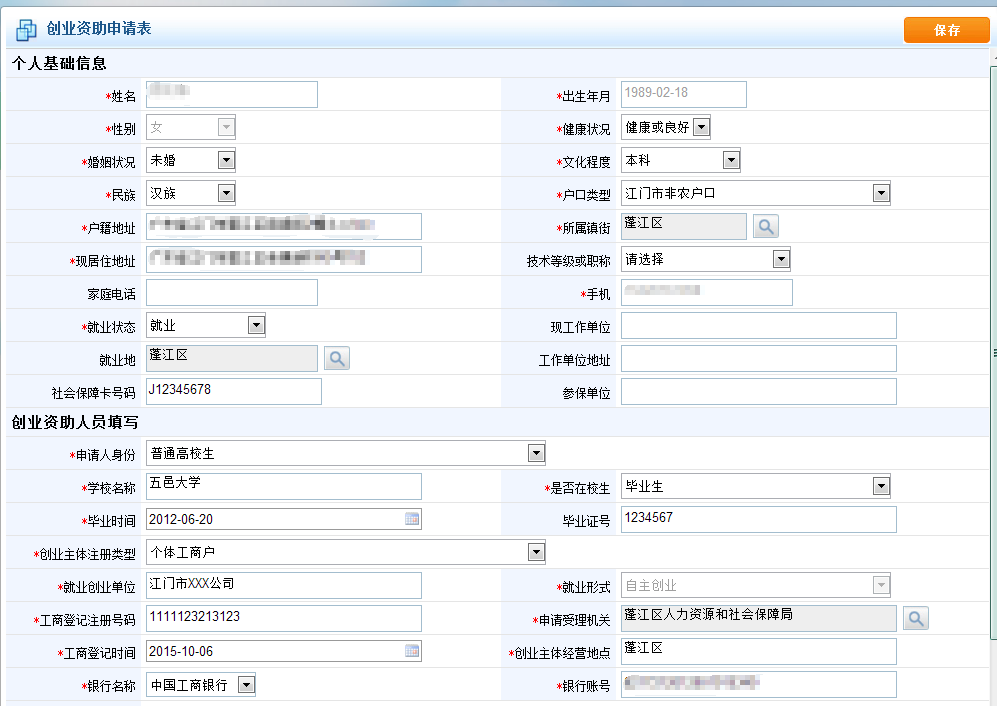 创业资助申请表 保存
个人基础信息
*姓名 *出生年月 1989-02-18
*性别 女 *健康状况 健康或良好
*婚姻状况 未婚 *文化程度 本科
*民族 汉族 *户口类型 江门市非农户口
*户籍地址 *所属镇街 蓬江区
*现居住地址 技术等级或职称 请选择
家庭电话 *手机
*就业状态 就业 现工作单位
就业地 蓬江区 工作单位地址
社会保障卡号码 J12345678 参保单位
创业资助人员填写
*申请人身份 普通高校生
*学校名称 五邑大学 *是否在校生 毕业生
*毕业时间 2012-06-20 毕业证号 1234567
*创业主体注册类型 个体工商户
*就业创业单位 江门市XXX公司 *就业形式 自主创业
*工商登记注册号码 1111123213123 *申请受理机关 蓬江区人力资源和社会保障局
*工商登记时间 2015-10-06 *创业主体经营地点 蓬江区
*银行名称 中国工商银行 *银行账号